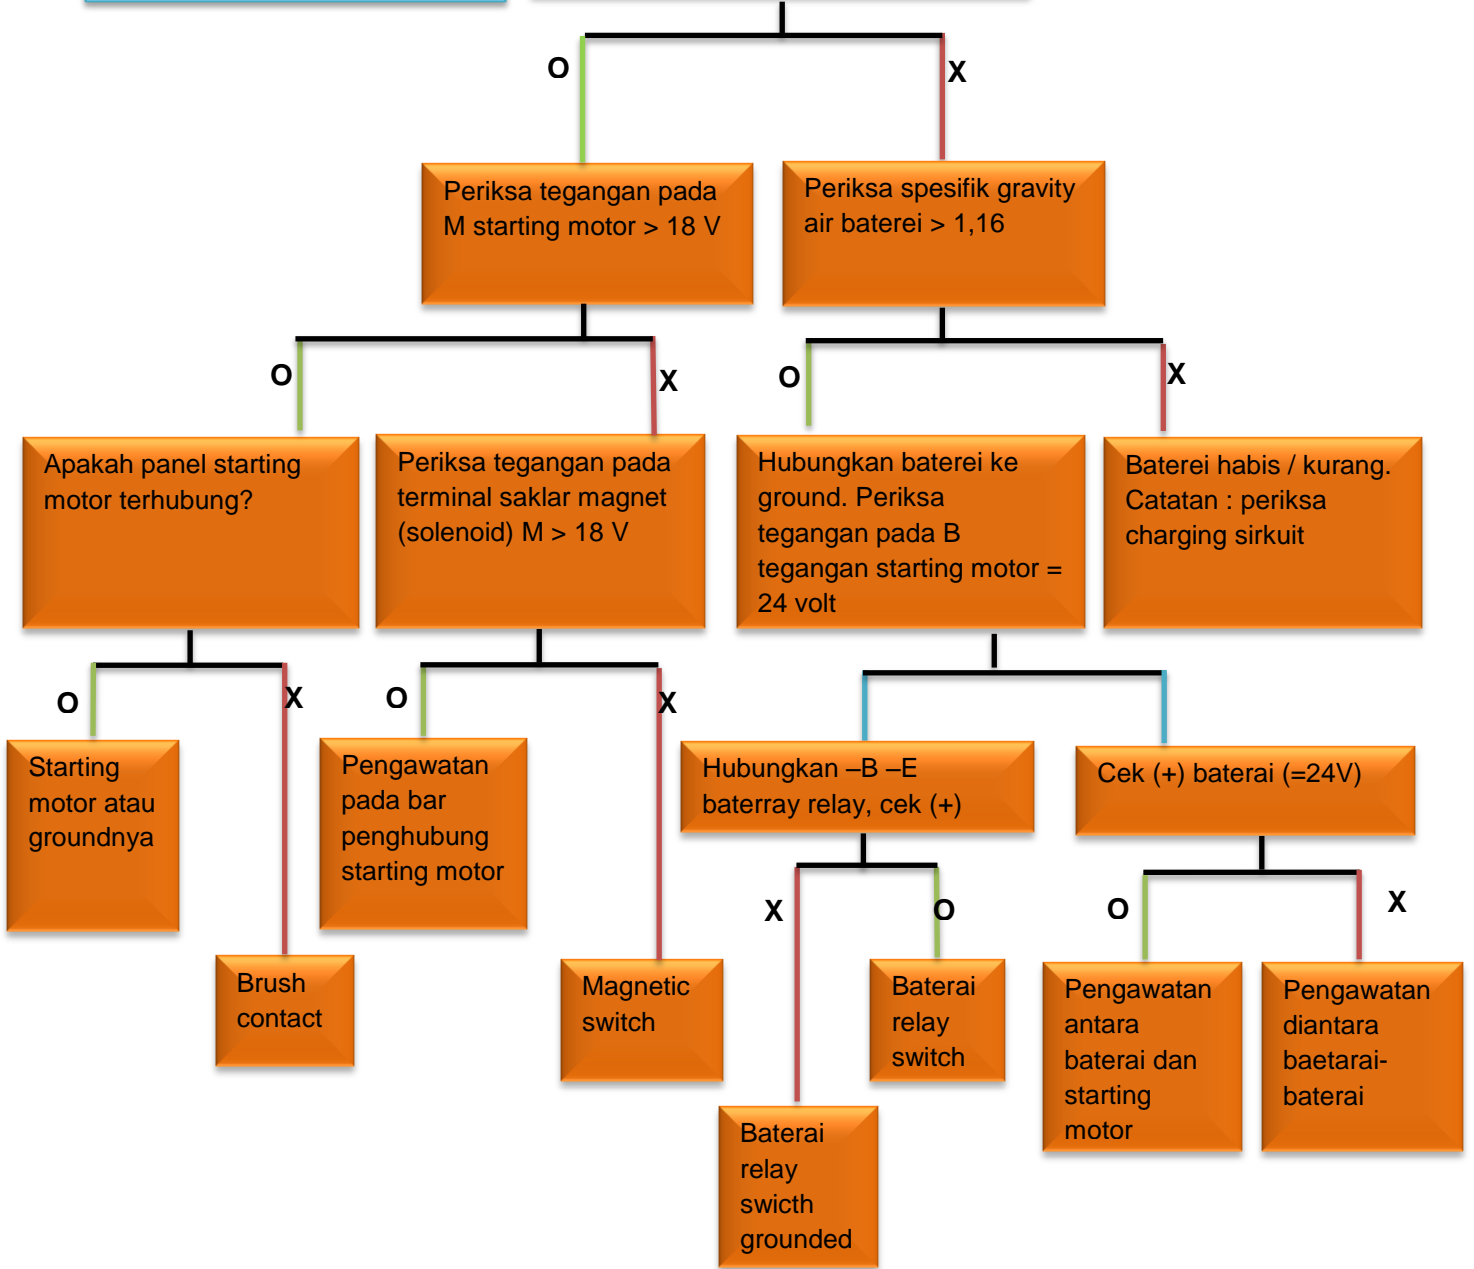 O
X
Periksa tegangan pada
M starting motor > 18 V
Periksa spesifik gravity
air baterei > 1,16
O
X
O
X
Apakah panel starting
motor terhubung?
Periksa tegangan pada
terminal saklar magnet
(solenoid) M > 18 V
Hubungkan baterei ke
ground. Periksa
tegangan pada B
tegangan starting motor =
24 volt
Baterei habis / kurang.
Catatan : periksa
charging sirkuit
O
X
O
X
Starting
motor atau
groundnya
Pengawatan
pada bar
penghubung
starting motor
Hubungkan –B –E
baterray relay, cek (+)
Cek (+) baterai (=24V)
X
O
O
X
Brush
contact
Magnetic
switch
Baterai
relay
switch
Pengawatan
antara
baterai dan
starting
motor
Pengawatan
diantara
baetarai-
baterai
Baterai
relay
swicth
grounded